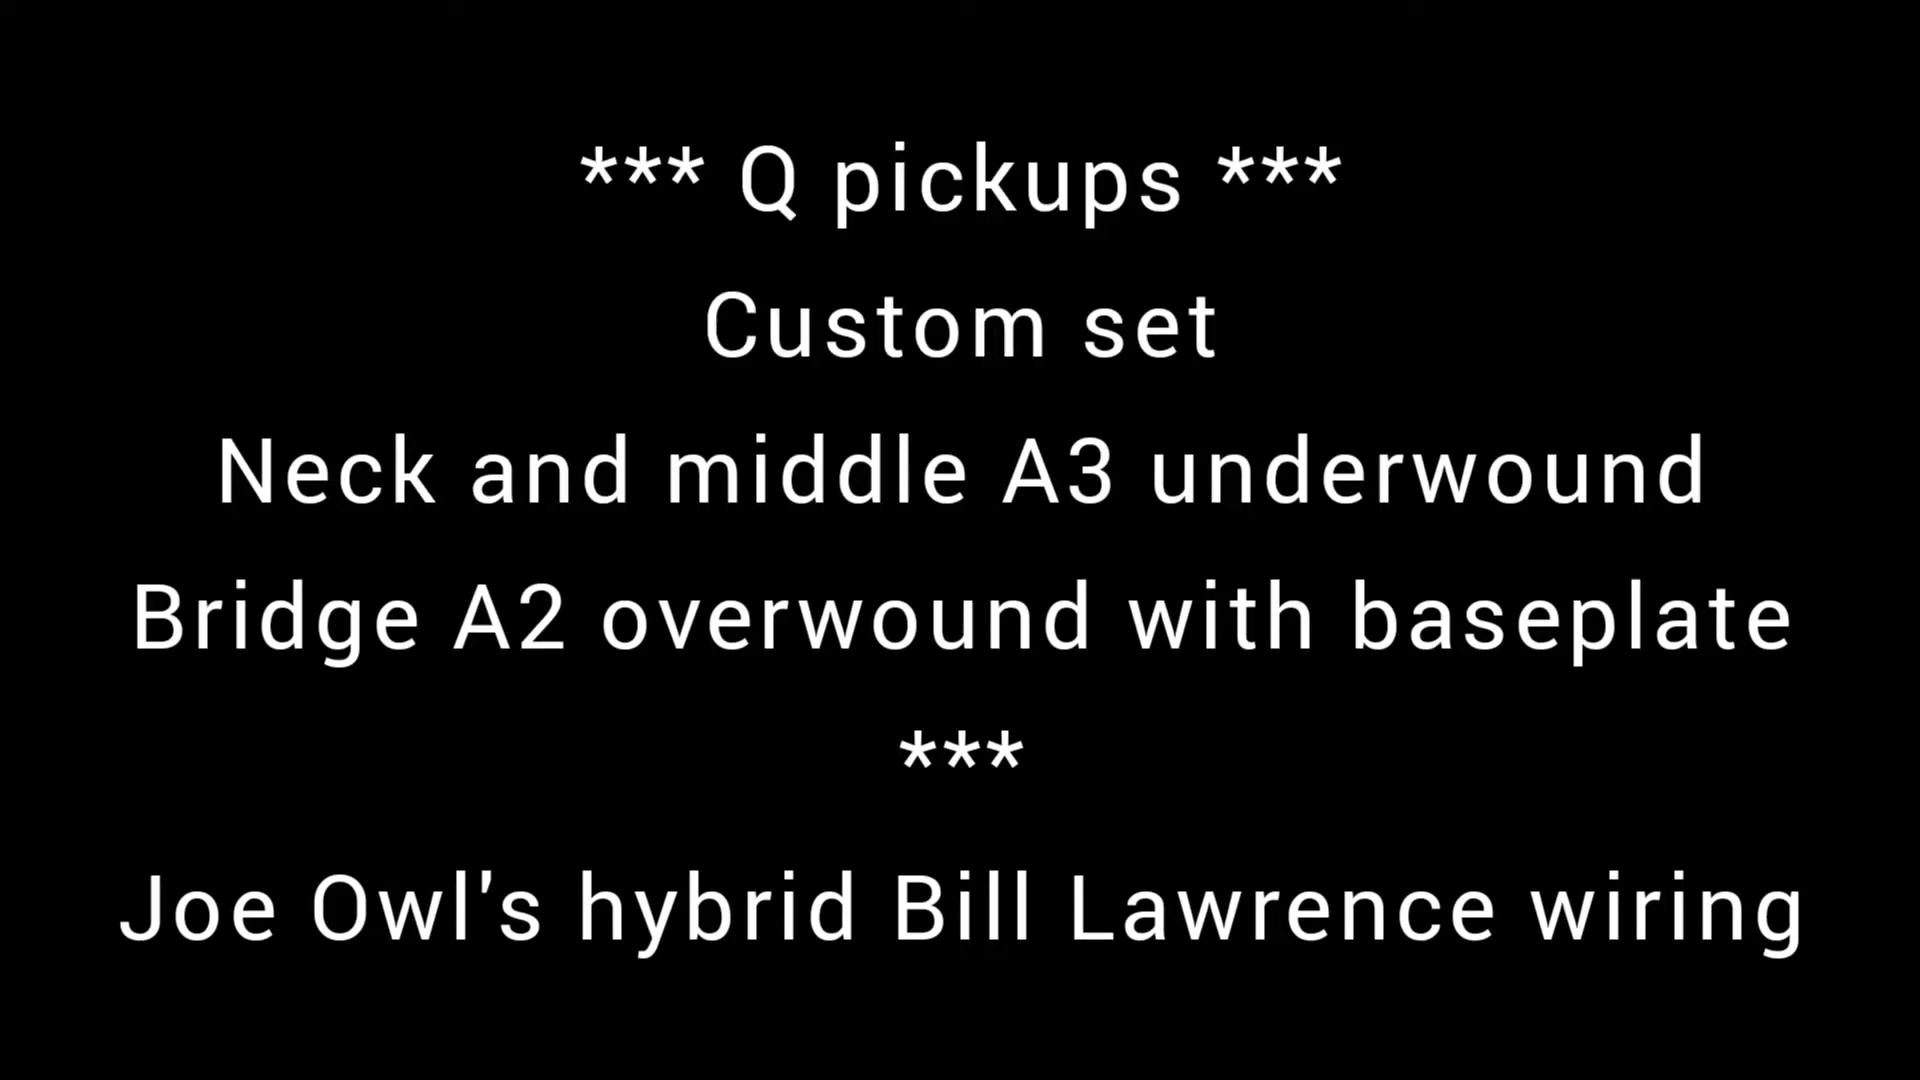 *** Q pickups ***
Custom set
Neck and middle A3 underwound
Bridge A2 overwound with baseplate
***
Joe Owl's hybrid Bill Lawrence wiring